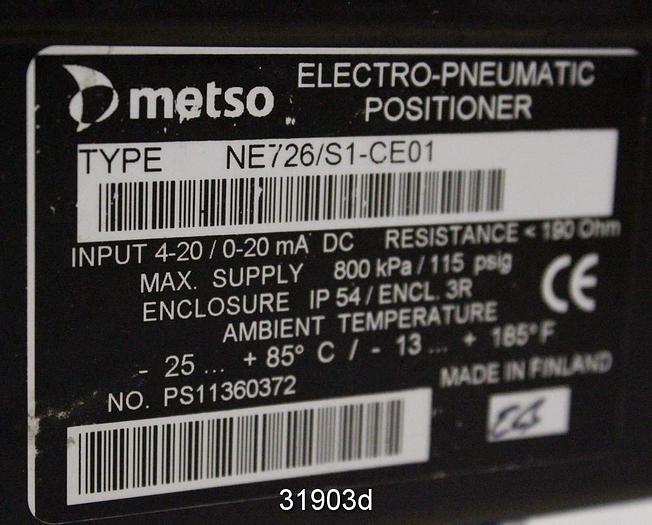 metso
ELECTRO-PNEUMATIC
POSITIONER
TYPE NE726/S1-CE01
INPUT 4-20 / 0-20 mA DC RESISTANCE < 190 Ohm
MAX. SUPPLY 800 kPa / 115 psig
ENCLOSURE IP 54 / ENCL. 3R
CE
AMBIENT TEMPERATURE
- 25 ... + 85° C / - 13 ... + 185° F
NO. PS11360372
MADE IN FINLAND
31903d